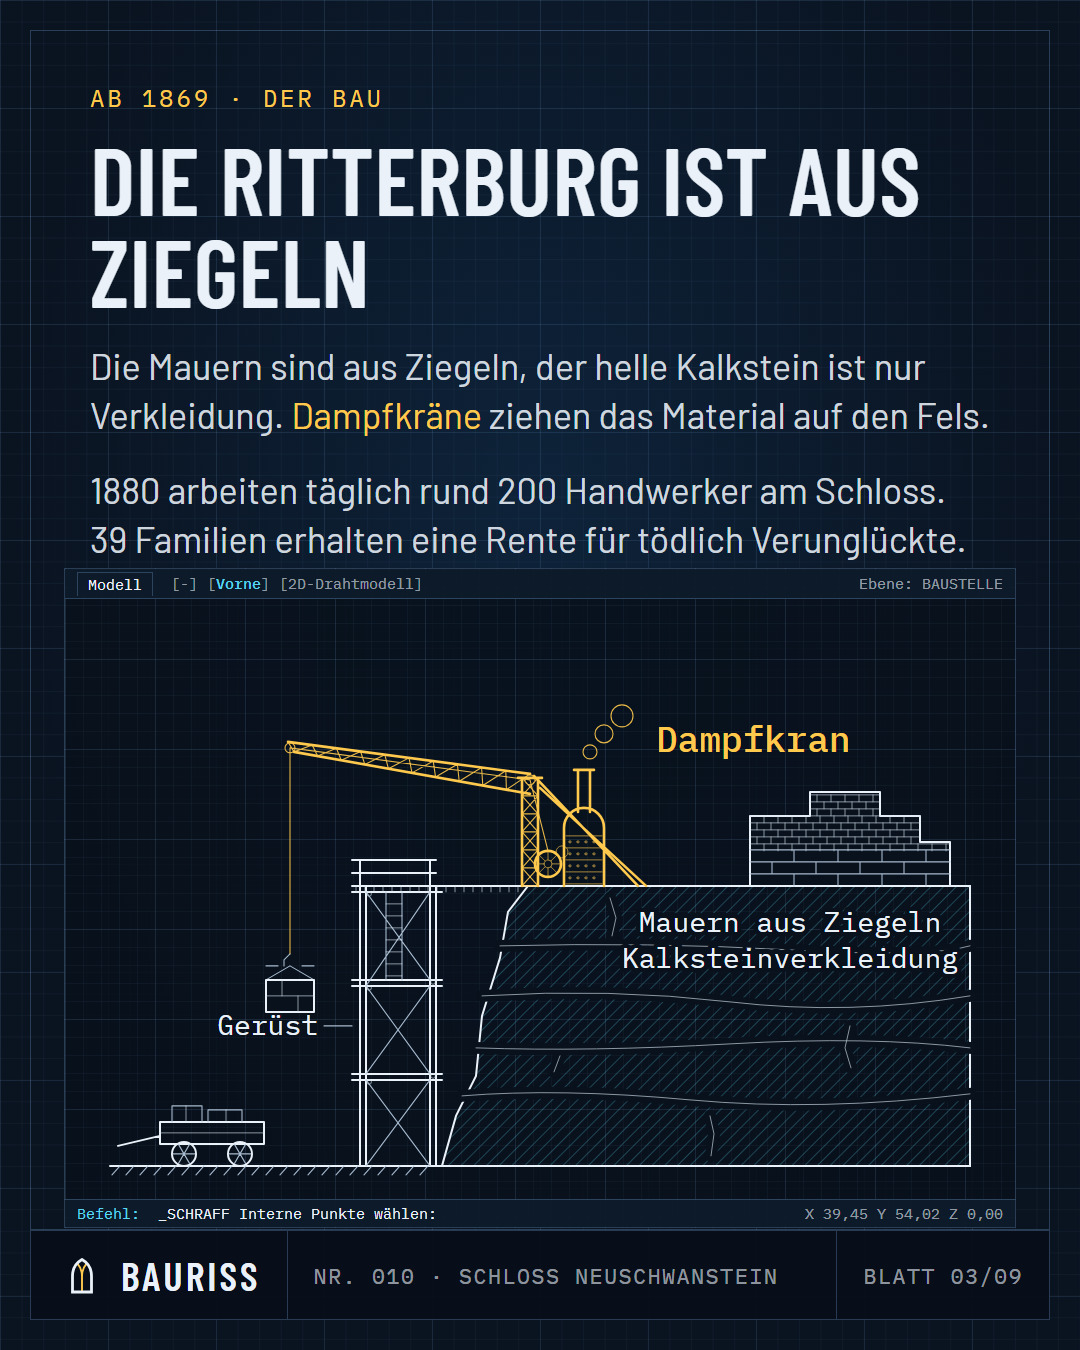 AB 1869 · DER BAU
DIE RITTERBURG IST AUS
ZIEGELN
Die Mauern sind aus Ziegeln, der helle Kalkstein ist nur
Verkleidung. Dampfkräne ziehen das Material auf den Fels.
1880 arbeiten täglich rund 200 Handwerker am Schloss.
39 Familien erhalten eine Rente für tödlich Verunglückte.
Modell [-] [Vorne] [2D-Drahtmodell] Ebene: BAUSTELLE
Dampfkran
Mauern aus Ziegeln
Kalksteinverkleidung
Gerüst
Befehl: _SCHRAFF Interne Punkte wählen: X 39,45 Y 54,02 Z 0,00
BAURISS NR. 010 · SCHLOSS NEUSCHWANSTEIN BLATT 03/09